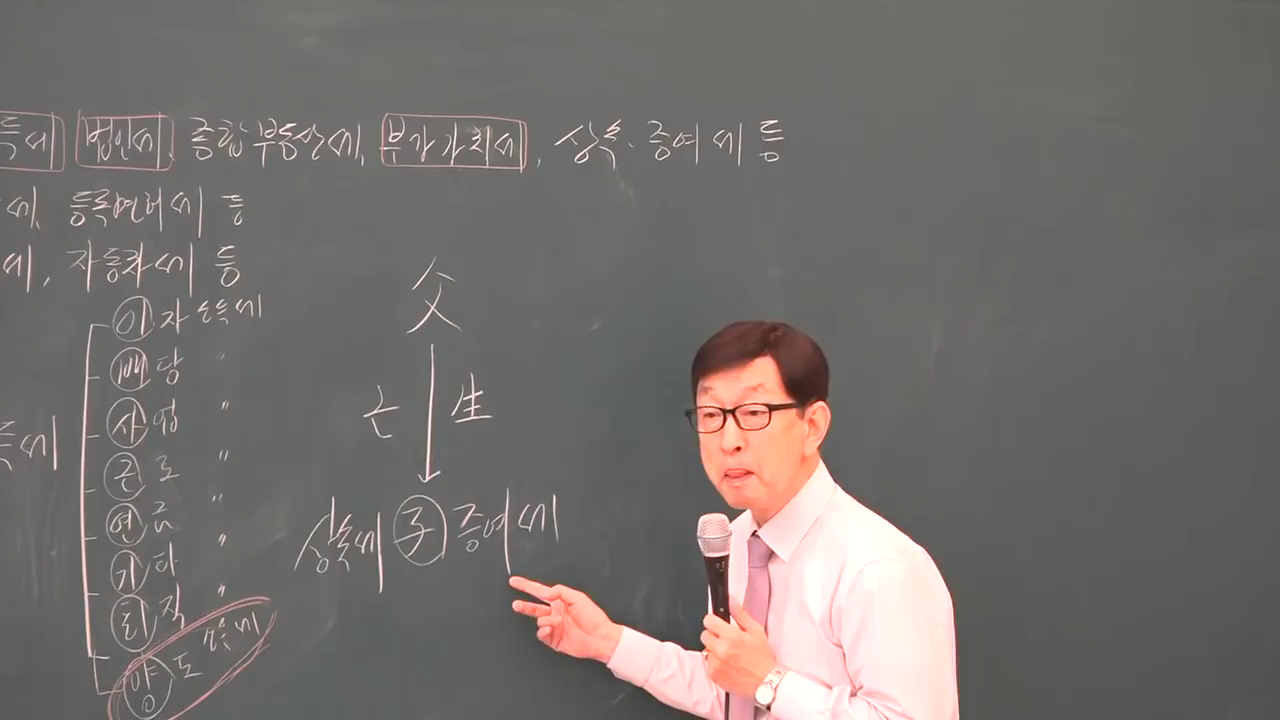 득세 법인세, 종합부동산세, 부가가치세, 상속·증여세 등
세, 등록면허세 등
세, 자동차세 등
이자 소득세
배당 〃
사업 〃
근로 〃
연금 〃
기타 〃
퇴직 〃
양도 소득세
득세
父
亡 生
상속세 子 증여세